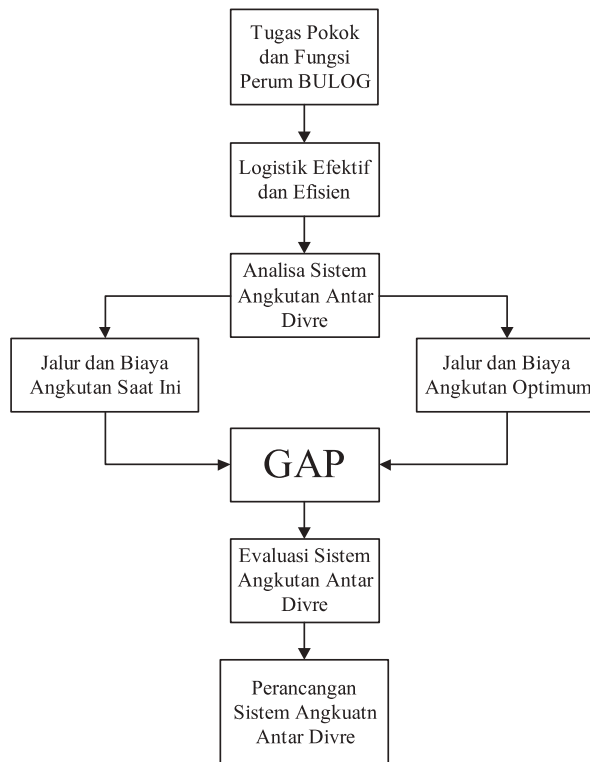 Tugas Pokok
dan Fungsi
Perum BULOG
Logistik Efektif
dan Efisien
Analisa Sistem
Angkutan Antar
Divre
Jalur dan Biaya
Angkutan Saat Ini
Jalur dan Biaya
Angkutan Optimum
GAP
Evaluasi Sistem
Angkutan Antar
Divre
Perancangan
Sistem Angkuatn
Antar Divre